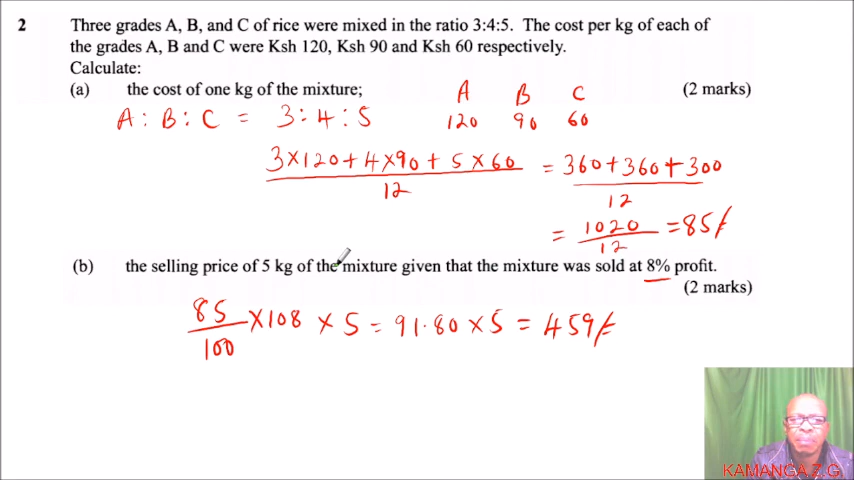 2 Three grades A, B, and C of rice were mixed in the ratio 3:4:5. The cost per kg of each of
the grades A, B and C were Ksh 120, Ksh 90 and Ksh 60 respectively.
Calculate:
(a) the cost of one kg of the mixture; (2 marks)
A B C
A : B : C = 3 : 4 : 5 120 90 60
3×120+4×90+5×60 = 360+360+300
12 12
= 1020 = 85/=
12
(b) the selling price of 5 kg of the mixture given that the mixture was sold at 8% profit.
(2 marks)
85 ×108 × 5 = 91.80 × 5 = 459/=
100
KAMANGA Z G